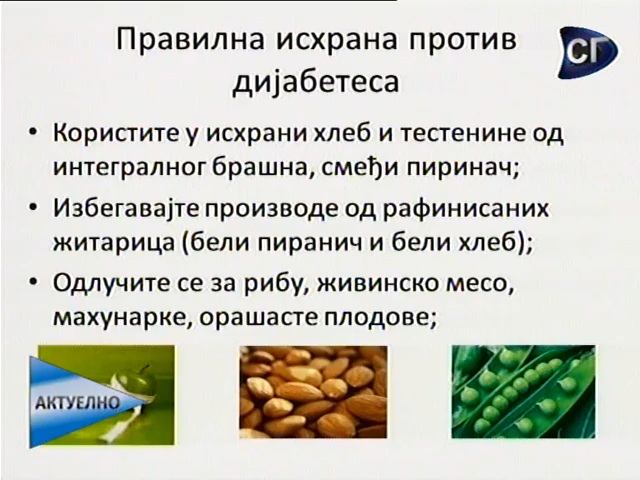 Правилна исхрана против
дијабетеса
СГ
• Користите у исхрани хлеб и тестенине од
интегралног брашна, смеђи пиринач;
• Избегавајте производе од рафинисаних
житарица (бели пиранич и бели хлеб);
• Одлучите се за рибу, живинско месо,
махунарке, орашасте плодове;
АКТУЕЛНО